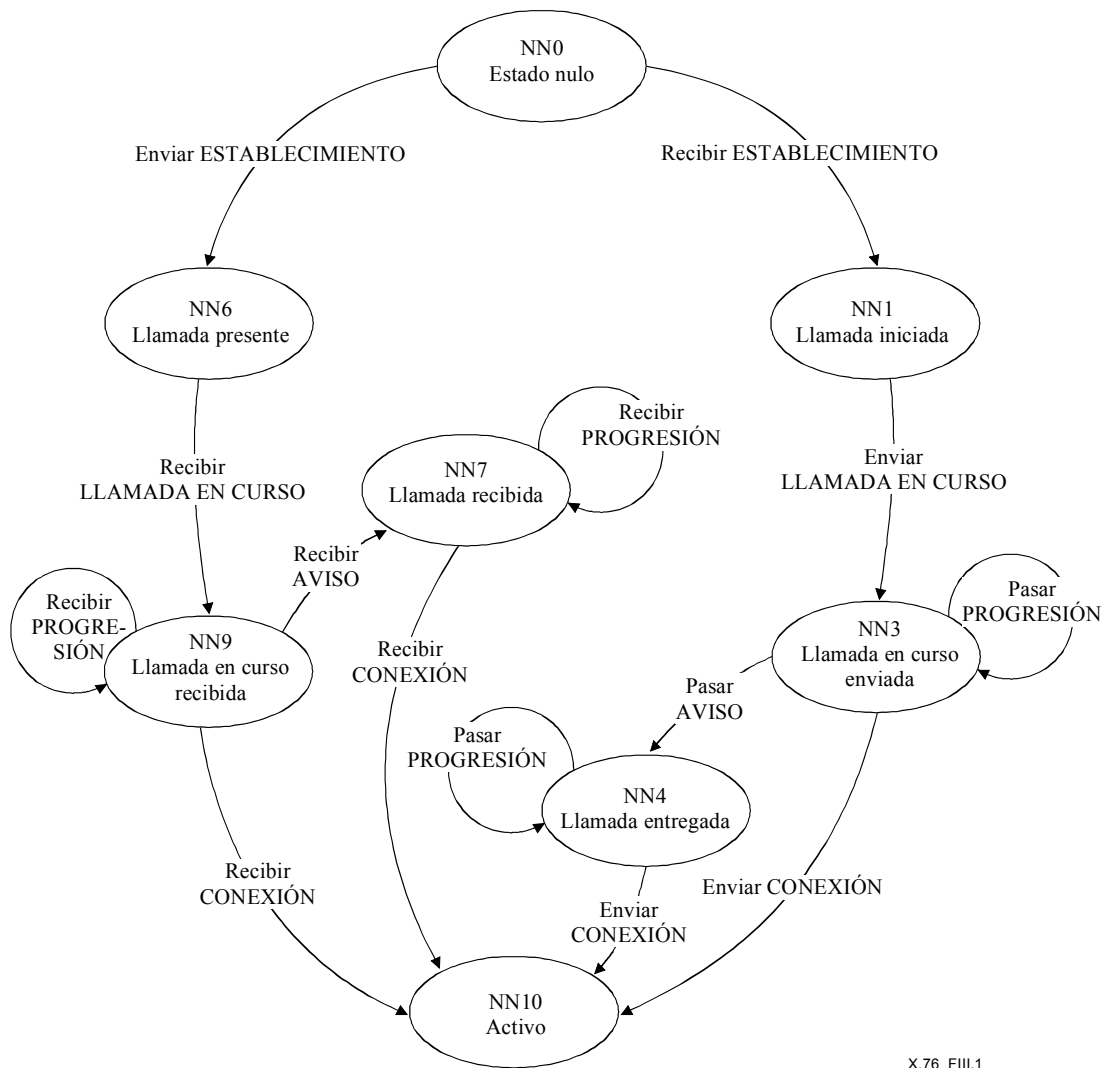 NN0
Estado nulo
Enviar ESTABLECIMIENTO
Recibir ESTABLECIMIENTO
NN6
Llamada presente
NN1
Llamada iniciada
Recibir
PROGRESIÓN
Recibir
LLAMADA EN CURSO
NN7
Llamada recibida
Enviar
LLAMADA EN CURSO
Recibir
AVISO
Recibir
PROGRE-
SIÓN
NN9
Llamada en curso
recibida
Recibir
CONEXIÓN
NN3
Llamada en curso
enviada
Pasar
PROGRESIÓN
Pasar
AVISO
Pasar
PROGRESIÓN
NN4
Llamada entregada
Recibir
CONEXIÓN
Enviar
CONEXIÓN
Enviar CONEXIÓN
NN10
Activo
X.76_FIII.1